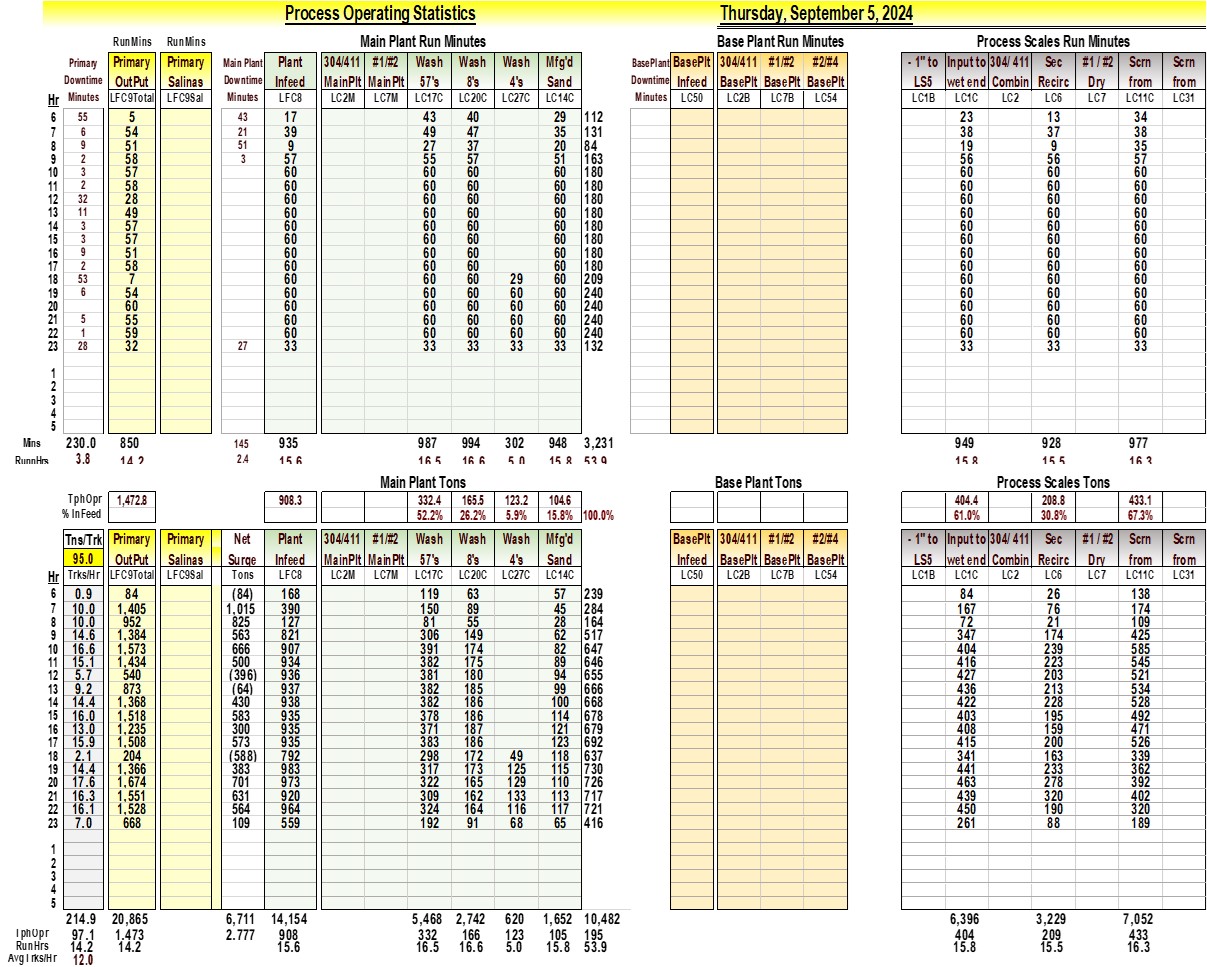 Process Operating Statistics Thursday, September 5, 2024
RunMins RunMins Main Plant Run Minutes Base Plant Run Minutes Process Scales Run Minutes
Primary Primary Primary Main Plant Plant 304/411 #1/#2 Wash Wash Wash Mfg'd BasePlant BasePlt 304/411 #1/#2 #2/#4 - 1" to Input to 304/ 411 Sec #1 / #2 Scrn Scrn
Downtime OutPut Salinas Downtime Infeed MainPlt MainPlt 57's 8's 4's Sand Downtime Infeed BasePlt BasePlt BasePlt LS5 wet end Combin Recirc Dry from from
Hr Minutes LFC9Total LFC9Sal Minutes LFC8 LC2M LC7M LC17C LC20C LC27C LC14C Minutes LC50 LC2B LC7B LC54 LC1B LC1C LC2 LC6 LC7 LC11C LC31
6 55 5 43 17 43 40 29 112 23 13 34
7 6 54 21 39 49 47 35 131 38 37 38
8 9 51 51 9 27 37 20 84 19 9 35
9 2 58 3 57 55 57 51 163 56 56 57
10 3 57 60 60 60 60 180 60 60 60
11 2 58 60 60 60 60 180 60 60 60
12 32 28 60 60 60 60 180 60 60 60
13 11 49 60 60 60 60 180 60 60 60
14 3 57 60 60 60 60 180 60 60 60
15 3 57 60 60 60 60 180 60 60 60
16 9 51 60 60 60 60 180 60 60 60
17 2 58 60 60 60 60 180 60 60 60
18 53 7 60 60 60 29 60 209 60 60 60
19 6 54 60 60 60 60 60 240 60 60 60
20 60 60 60 60 60 60 240 60 60 60
21 5 55 60 60 60 60 60 240 60 60 60
22 1 59 60 60 60 60 60 240 60 60 60
23 28 32 27 33 33 33 33 33 132 33 33 33
1
2
3
4
5
Mins 230.0 850 145 935 987 994 302 948 3,231 949 928 977
RunnHrs 3.8 14.2 2.4 15.6 16.5 16.6 5.0 15.8 53.9 15.8 15.5 16.3
Main Plant Tons Base Plant Tons Process Scales Tons
TphOpr 1,472.8 908.3 332.4 165.5 123.2 104.6 404.4 208.8 433.1
% InFeed 52.2% 26.2% 5.9% 15.8% 100.0% 61.0% 30.8% 67.3%
Tns/Trk Primary Primary Net Plant 304/411 #1/#2 Wash Wash Wash Mfg'd BasePlt 304/411 #1/#2 #2/#4 - 1" to Input to 304/ 411 Sec #1 / #2 Scrn Scrn
95.0 OutPut Salinas Surge Infeed MainPlt MainPlt 57's 8's 4's Sand Infeed BasePlt BasePlt BasePlt LS5 wet end Combin Recirc Dry from from
Hr Trks/Hr LFC9Total LFC9Sal Tons LFC8 LC2M LC7M LC17C LC20C LC27C LC14C LC50 LC2B LC7B LC54 LC1B LC1C LC2 LC6 LC7 LC11C LC31
6 0.9 84 (84) 168 119 63 57 239 84 26 138
7 10.0 1,405 1,015 390 150 89 45 284 167 76 174
8 10.0 952 825 127 81 55 28 164 72 21 109
9 14.6 1,384 563 821 306 149 62 517 347 174 425
10 16.6 1,573 666 907 391 174 82 647 404 239 585
11 15.1 1,434 500 934 382 175 89 646 416 223 545
12 5.7 540 (396) 936 381 180 94 655 427 203 521
13 9.2 873 (64) 937 382 185 99 666 436 213 534
14 14.4 1,368 430 938 382 186 100 668 422 228 528
15 16.0 1,518 583 935 378 186 114 678 403 195 492
16 13.0 1,235 300 935 371 187 121 679 408 159 471
17 15.9 1,508 573 935 383 186 123 692 415 200 526
18 2.1 204 (588) 792 298 172 49 118 637 341 163 339
19 14.4 1,366 383 983 317 173 125 115 730 441 233 362
20 17.6 1,674 701 973 322 165 129 110 726 463 278 392
21 16.3 1,551 631 920 309 162 133 113 717 439 320 402
22 16.1 1,528 564 964 324 164 116 117 721 450 190 320
23 7.0 668 109 559 192 91 68 65 416 261 88 189
1
2
3
4
5
214.9 20,865 6,711 14,154 5,468 2,742 620 1,652 10,482 6,396 3,229 7,052
TphOpr 97.1 1,473 2.777 908 332 166 123 105 195 404 209 433
RunHrs 14.2 14.2 15.6 16.5 16.6 5.0 15.8 53.9 15.8 15.5 16.3
AvgTrks/Hr 12.0